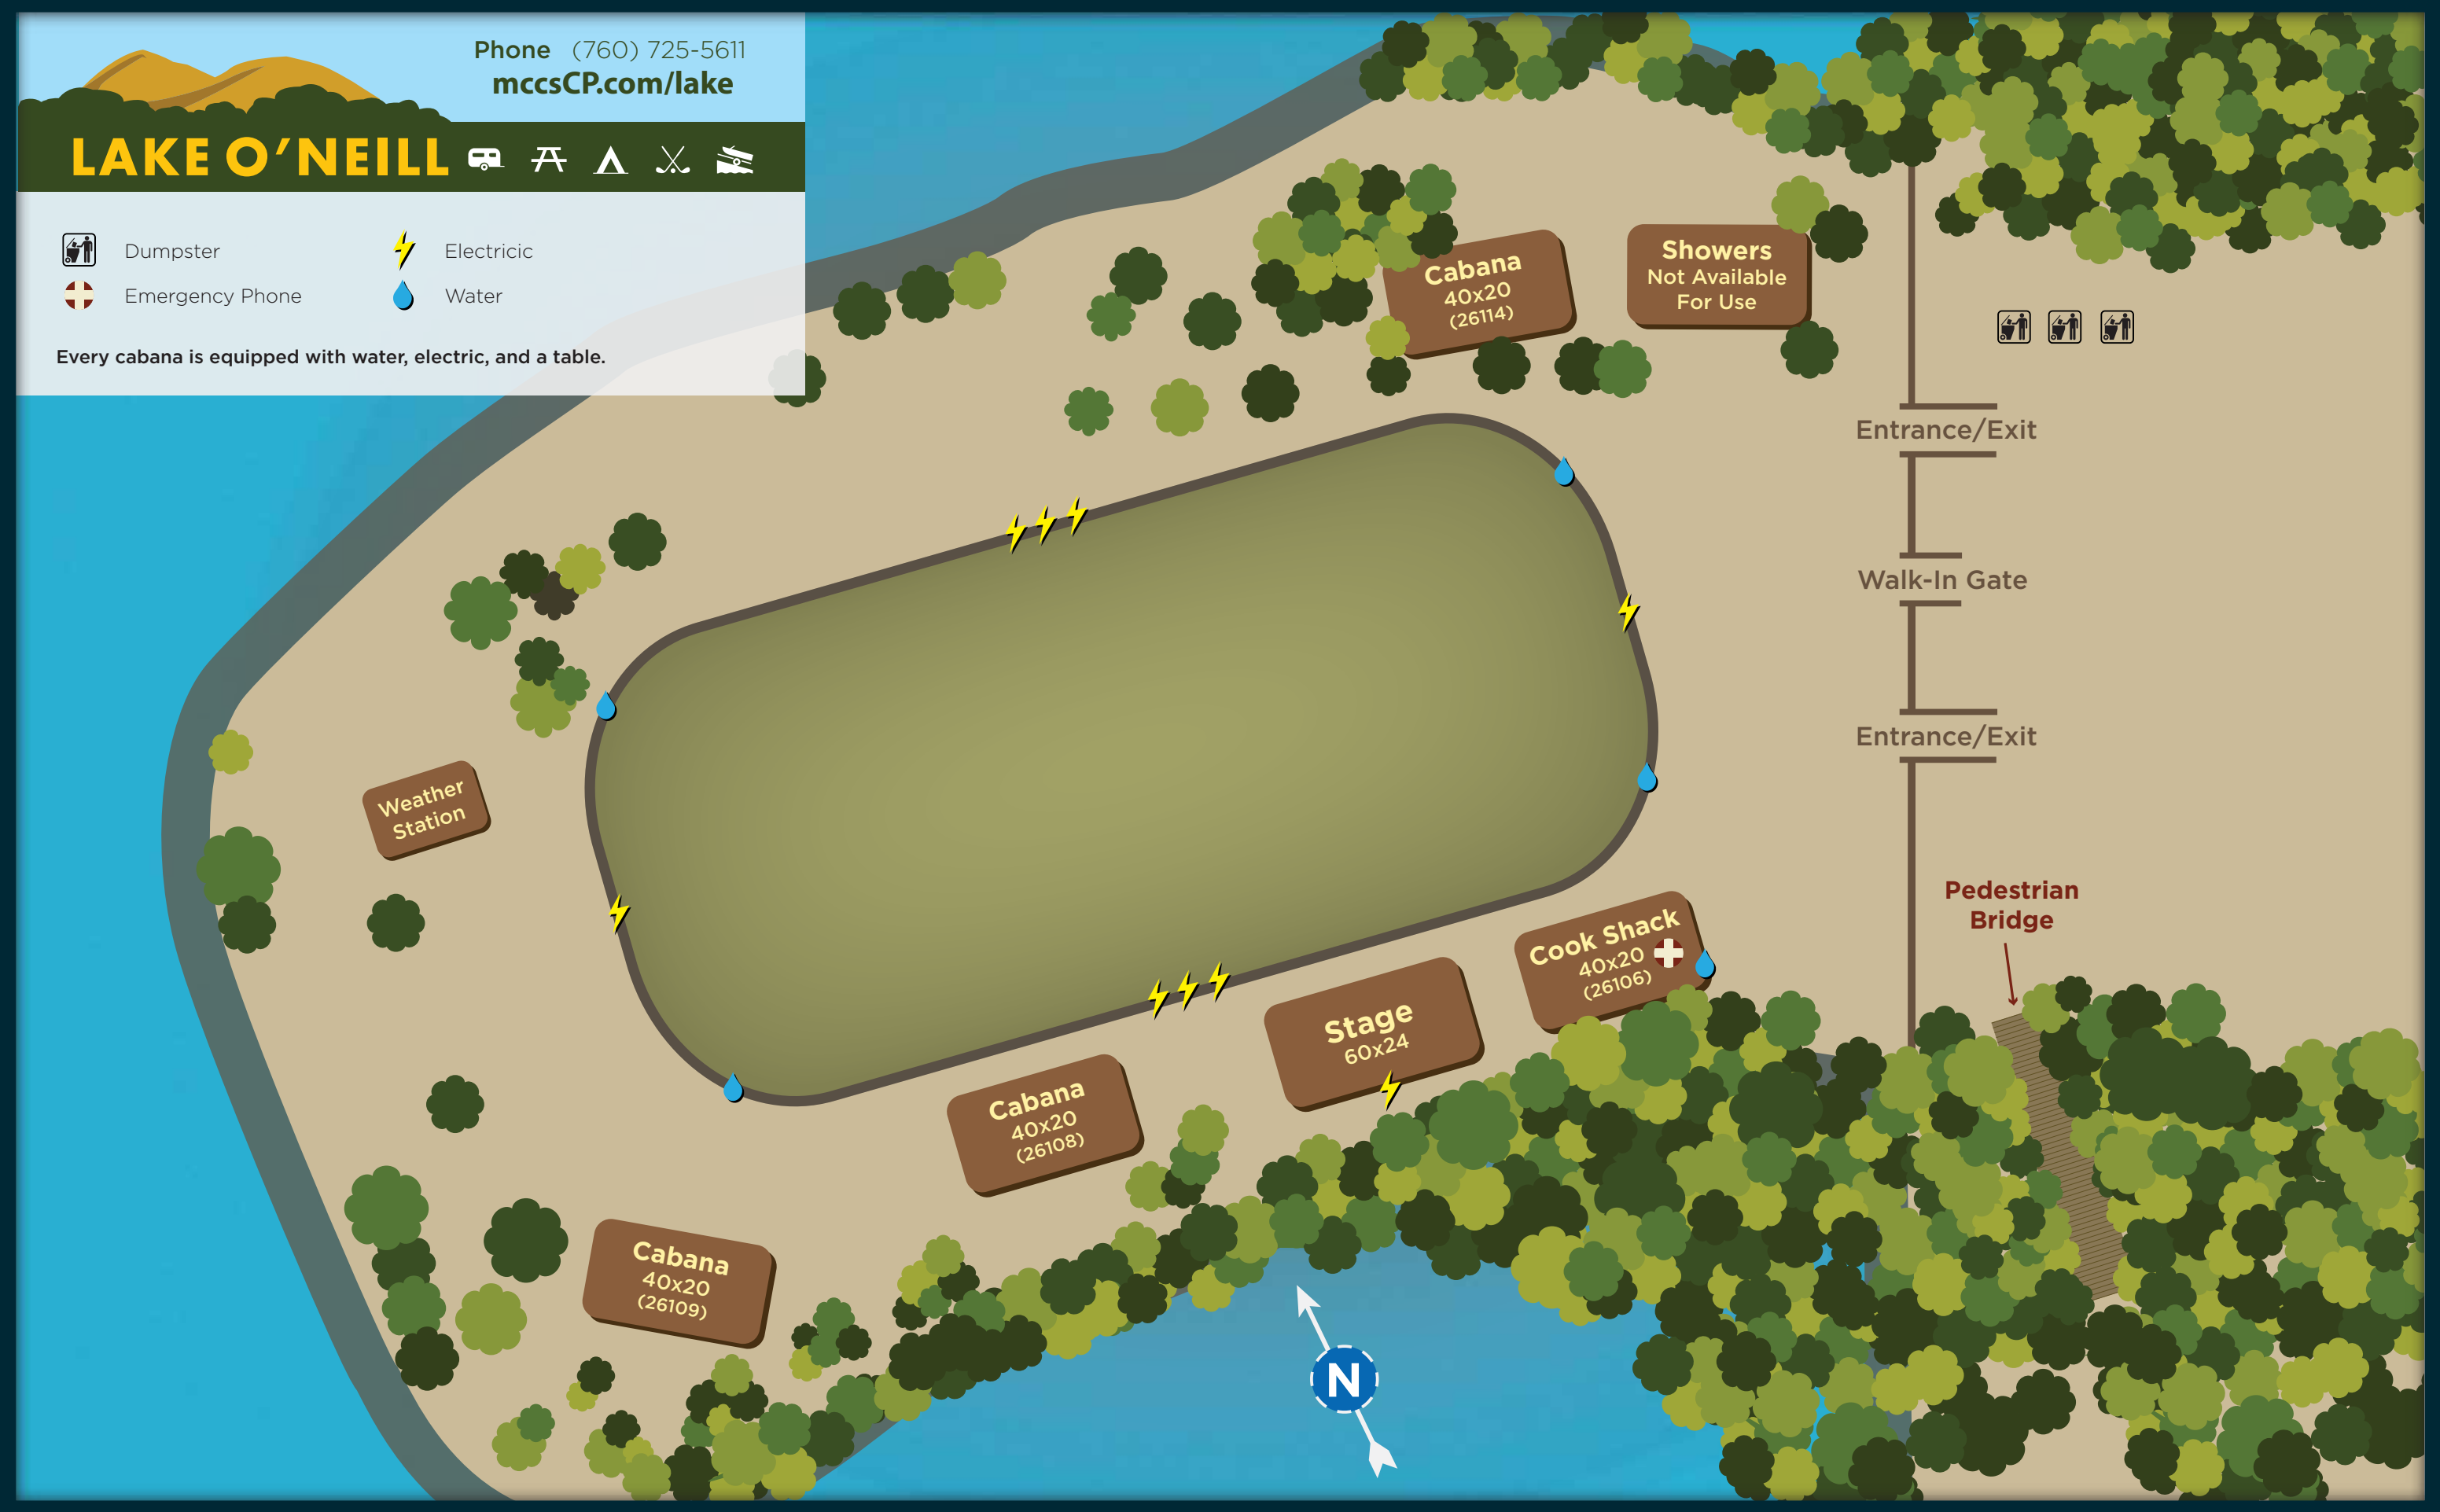 Phone (760) 725-5611
mccsCP.com/lake
LAKE O'NEILL
Dumpster
Electricic
Emergency Phone
Water
Every cabana is equipped with water, electric, and a table.
Cabana
40x20
(26114)
Showers
Not Available
For Use
Entrance/Exit
Walk-In Gate
Entrance/Exit
Weather
Station
Pedestrian
Bridge
Cook Shack
40x20
(26106)
Stage
60x24
Cabana
40x20
(26108)
Cabana
40x20
(26109)
N